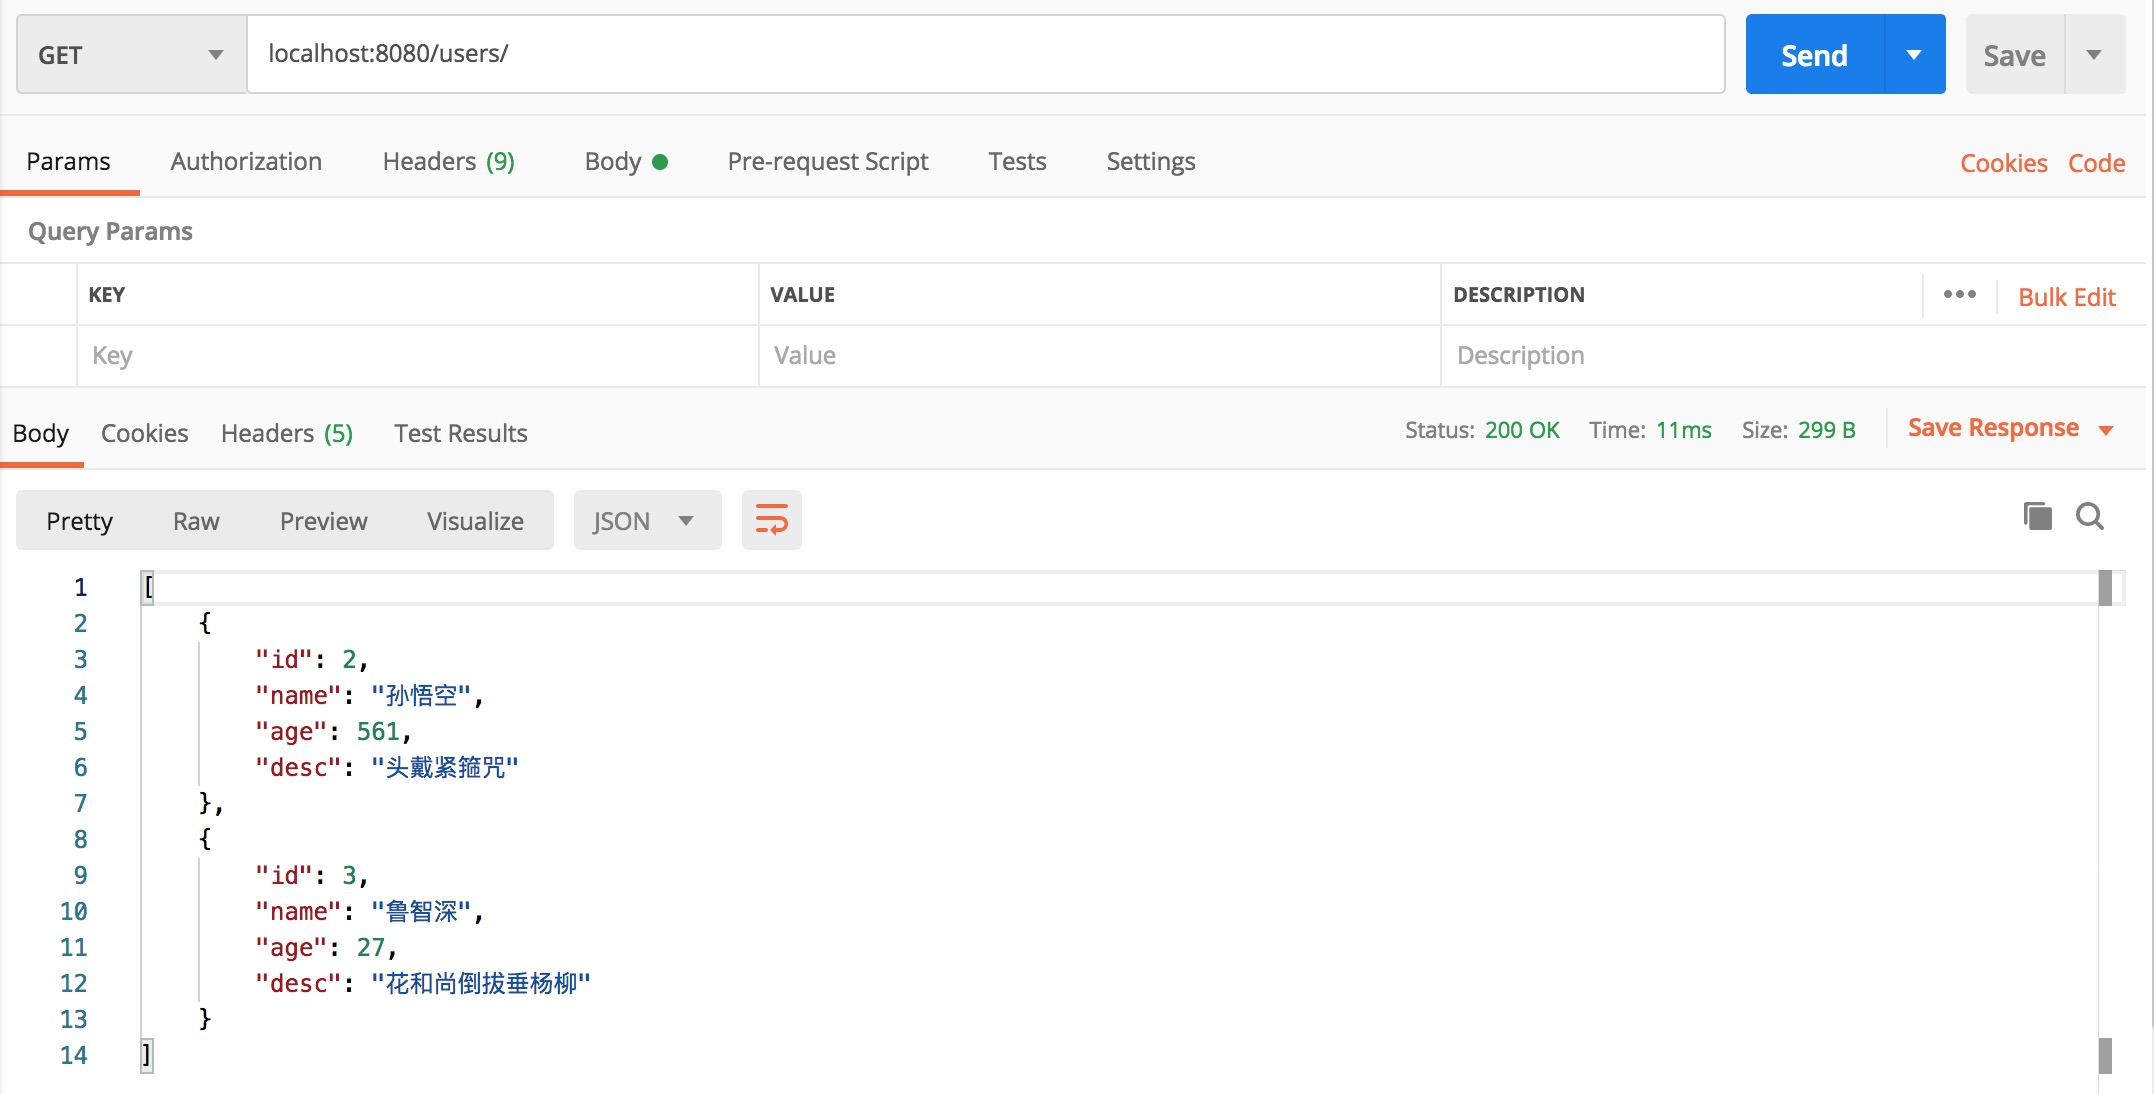 GET localhost:8080/users/ Send Save
Params Authorization Headers (9) Body Pre-request Script Tests Settings Cookies Code
Query Params
KEY VALUE DESCRIPTION ••• Bulk Edit
Key Value Description
Body Cookies Headers (5) Test Results Status: 200 OK Time: 11ms Size: 299 B Save Response
Pretty Raw Preview Visualize JSON
1 [
2 {
3 "id": 2,
4 "name": "孙悟空",
5 "age": 561,
6 "desc": "头戴紧箍咒"
7 },
8 {
9 "id": 3,
10 "name": "鲁智深",
11 "age": 27,
12 "desc": "花和尚倒拔垂杨柳"
13 }
14 ]